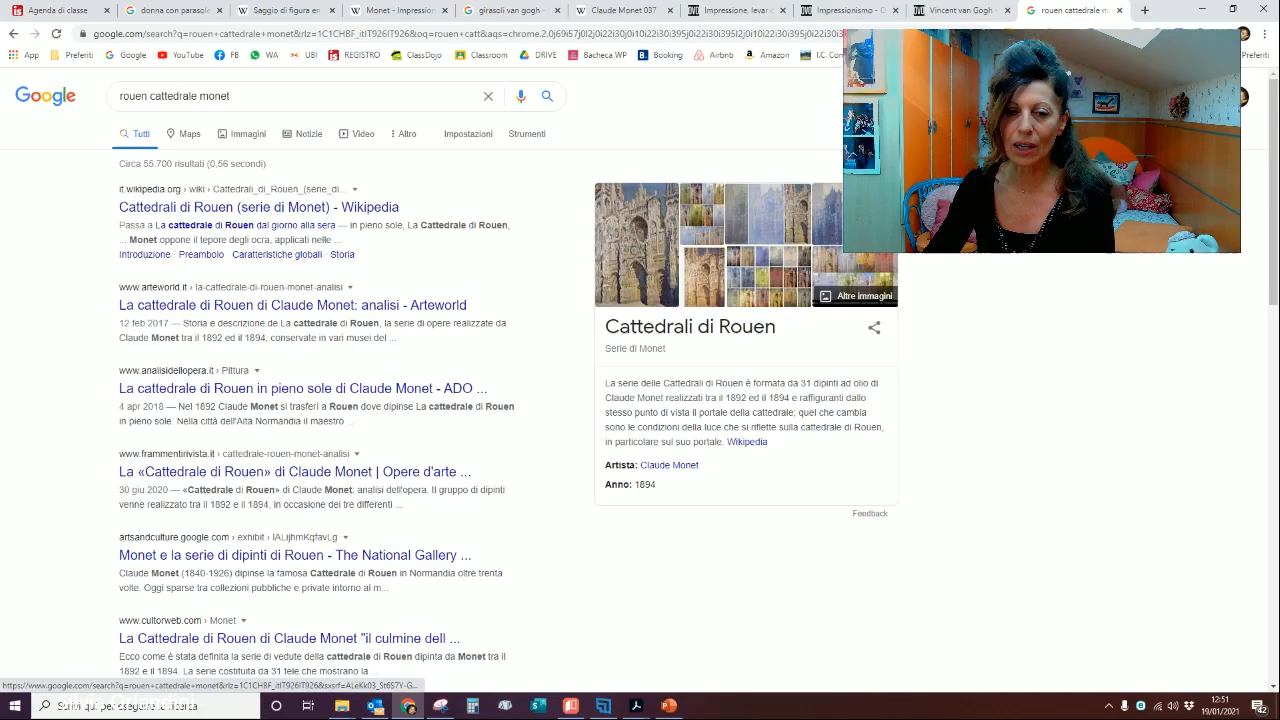 Agenda di classe
donna con parasole
Saggio di figura en
Monet - Impression
girasoli van gogh -
Claude Monet 037
Impressione, levar
Impressionismo - C
Vincent van Gogh
rouen cattedrale m
App
Preferiti
Google
YouTube
FB
WA
UBI
REGISTRO
ClassDojo
Classroom
DRIVE
Bacheca WP
Booking
Airbnb
Amazon
Google
rouen cattedrale monet
Tutti
Maps
Immagini
Notizie
Video
Altro
Impostazioni
Strumenti
Circa 55.700 risultati (0,56 secondi)
it.wikipedia.org › wiki › Cattedrali_di_Rouen_(serie_di...
Cattedrali di Rouen (serie di Monet) - Wikipedia
Passa a La cattedrale di Rouen dal giorno alla sera — in pieno sole, La Cattedrale di Rouen,
... Monet oppone il tepore degli ocra, applicati nelle ...
Introduzione Preambolo Caratteristiche globali Storia
www.arteworld.it › la-cattedrale-di-rouen-monet-analisi
La cattedrale di Rouen di Claude Monet: analisi - Arteworld
12 feb 2017 — Storia e descrizione de La cattedrale di Rouen, la serie di opere realizzate da
Claude Monet tra il 1892 ed il 1894, conservate in vari musei del ...
www.analisidellopera.it › Pittura
La cattedrale di Rouen in pieno sole di Claude Monet - ADO ...
4 apr 2018 — Nel 1892 Claude Monet si trasferì a Rouen dove dipinse La cattedrale di Rouen
in pieno sole. Nella città dell'Alta Normandia il maestro ...
www.frammentirivista.it › cattedrale-rouen-monet-analisi
La «Cattedrale di Rouen» di Claude Monet | Opere d'arte ...
30 giu 2020 — «Cattedrale di Rouen» di Claude Monet: analisi dell'opera. Il gruppo di dipinti
venne realizzato tra il 1892 e il 1894, in occasione dei tre differenti ...
artsandculture.google.com › exhibit › IALijhmKqfavLg
Monet e la serie di dipinti di Rouen - The National Gallery ...
Claude Monet (1840-1926) dipinse la famosa Cattedrale di Rouen in Normandia oltre trenta
volte. Oggi sparse tra collezioni pubbliche e private intorno al m...
www.cultorweb.com › Monet
La Cattedrale di Rouen di Claude Monet "il culmine dell ...
Ecco come è stata definita la serie di vedute della cattedrale di Rouen dipinta da Monet tra il
1892 e il 1894. La serie costituita da 31 tele che mostrano la
Altre immagini
Cattedrali di Rouen
Serie di Monet
La serie delle Cattedrali di Rouen è formata da 31 dipinti ad olio di
Claude Monet realizzati tra il 1892 ed il 1894 e raffiguranti dallo
stesso punto di vista il portale della cattedrale; quel che cambia
sono le condizioni della luce che si riflette sulla cattedrale di Rouen,
in particolare sul suo portale. Wikipedia
Artista: Claude Monet
Anno: 1894
Feedback
12:51
19/01/2021